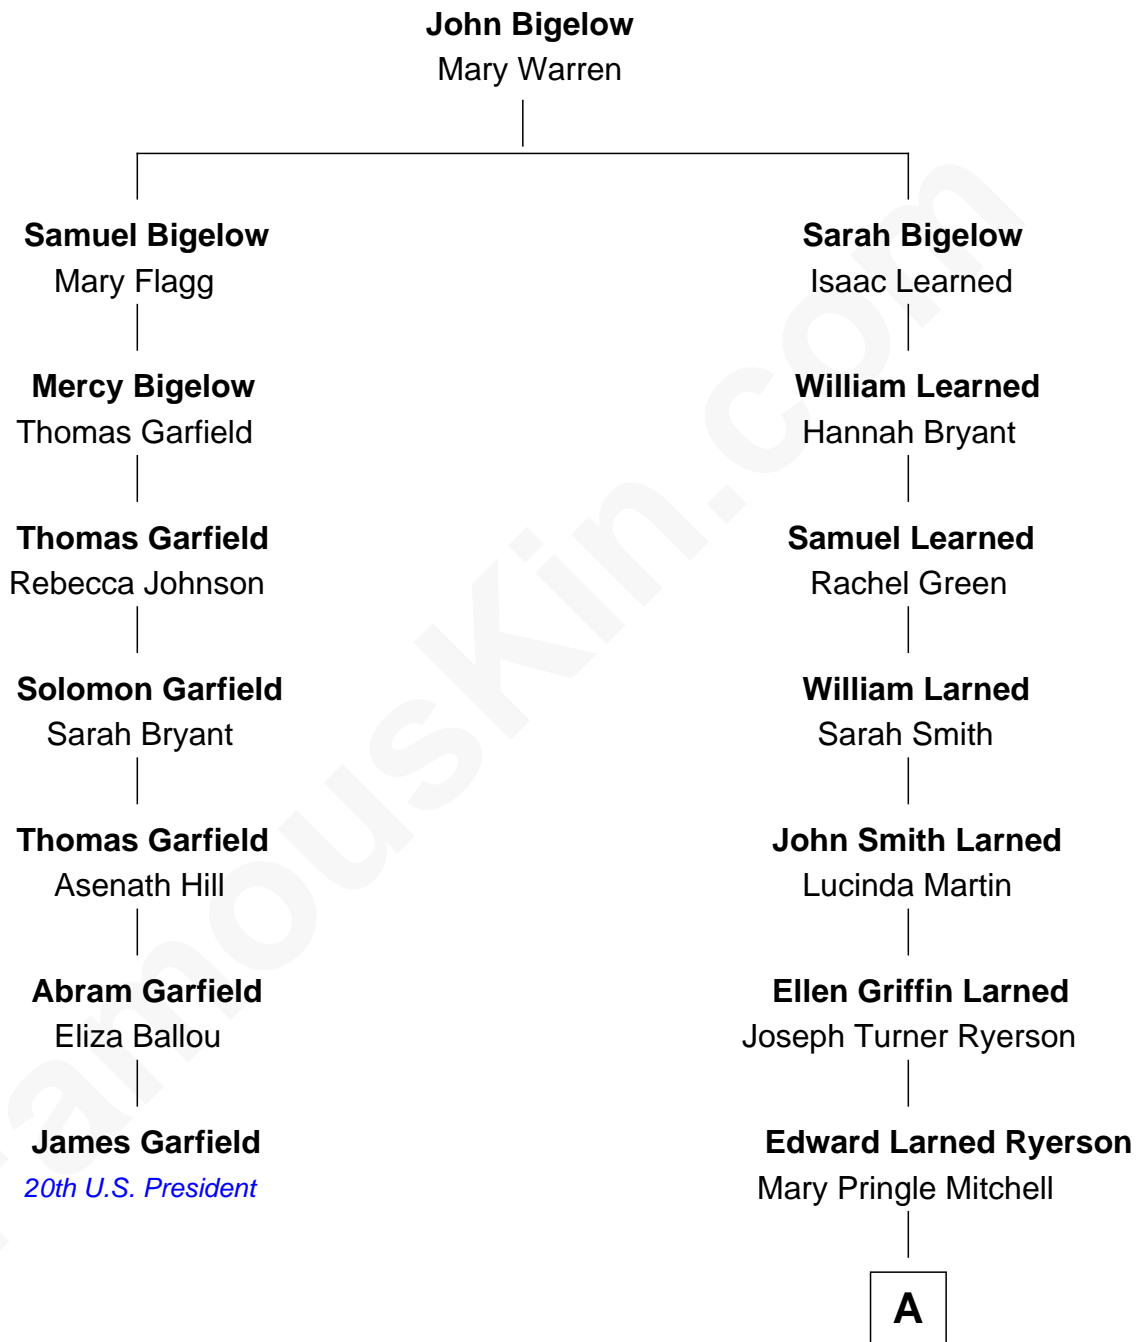 John Bigelow
Mary Warren
Samuel Bigelow
Mary Flagg
Mercy Bigelow
Thomas Garfield
Thomas Garfield
Rebecca Johnson
Solomon Garfield
Sarah Bryant
Thomas Garfield
Asenath Hill
Abram Garfield
Eliza Ballou
James Garfield
20th U.S. President
Sarah Bigelow
Isaac Learned
William Learned
Hannah Bryant
Samuel Learned
Rachel Green
William Larned
Sarah Smith
John Smith Larned
Lucinda Martin
Ellen Griffin Larned
Joseph Turner Ryerson
Edward Larned Ryerson
Mary Pringle Mitchell
A
FamousKin.com